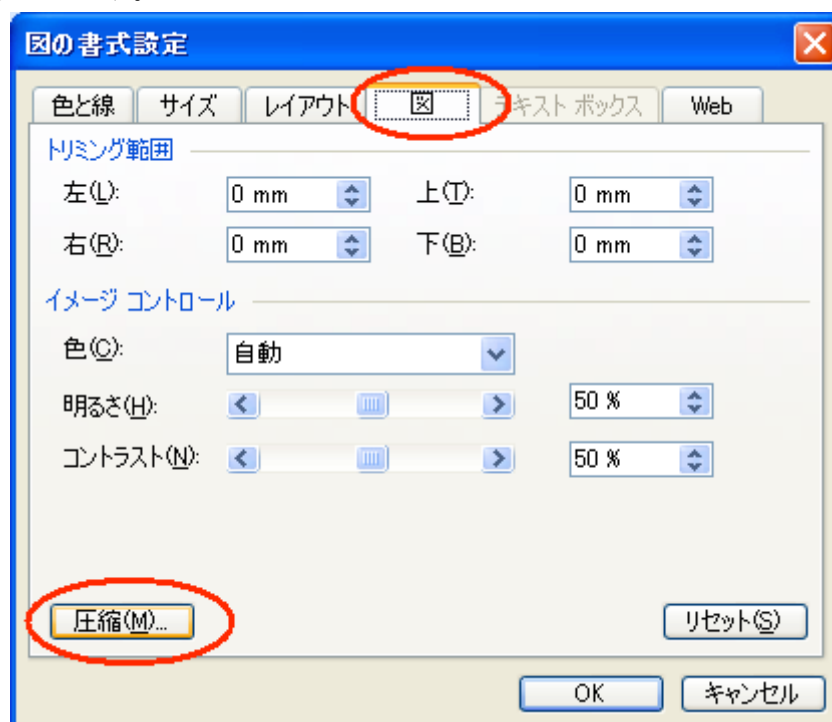 図の書式設定
色と線 サイズ レイアウト 図 テキスト ボックス Web
トリミング範囲
左(L): 0 mm 上(T): 0 mm
右(R): 0 mm 下(B): 0 mm
イメージ コントロール
色(C): 自動
明るさ(H): 50 %
コントラスト(N): 50 %
圧縮(M)... リセット(S)
OK キャンセル